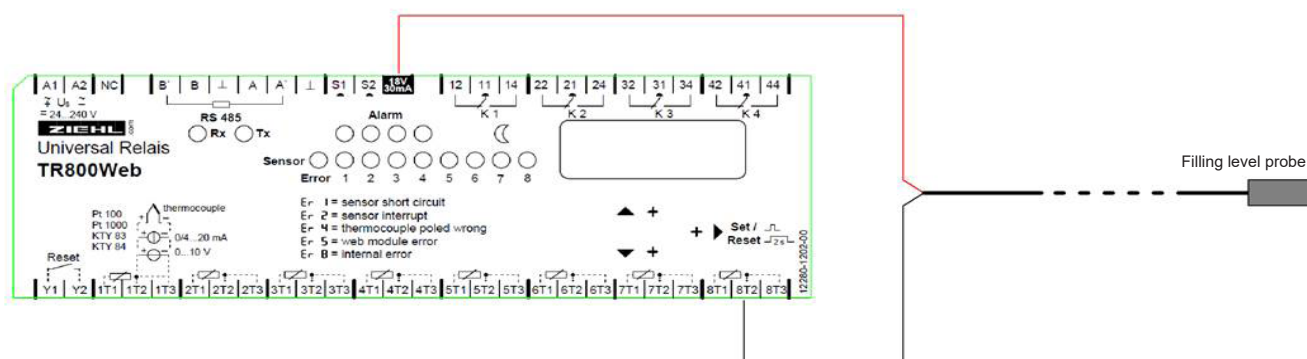 A1 A2 NC B' B ⊥ A A' ⊥ S1 S2 18V 30mA 12 11 14 22 21 24 32 31 34 42 41 44
Us
= 24...240 V
RS 485
K 1 K 2 K 3 K 4
ZIEHL .com
Rx Tx
Alarm
Universal Relais
TR800Web
Sensor
Error 1 2 3 4 5 6 7 8
Filling level probe
Er 1 = sensor short circuit
Er 2 = sensor interrupt
Er 4 = thermocouple poled wrong
Er 5 = web module error
Er 8 = internal error
Pt 100
Pt 1000
KTY 83
KTY 84
thermocouple
0/4...20 mA
0...10 V
+
+
+ Set /
Reset 2s
Reset
12280-1202-00
Y1 Y2 1T1 1T2 1T3 2T1 2T2 2T3 3T1 3T2 3T3 4T1 4T2 4T3 5T1 5T2 5T3 6T1 6T2 6T3 7T1 7T2 7T3 8T1 8T2 8T3